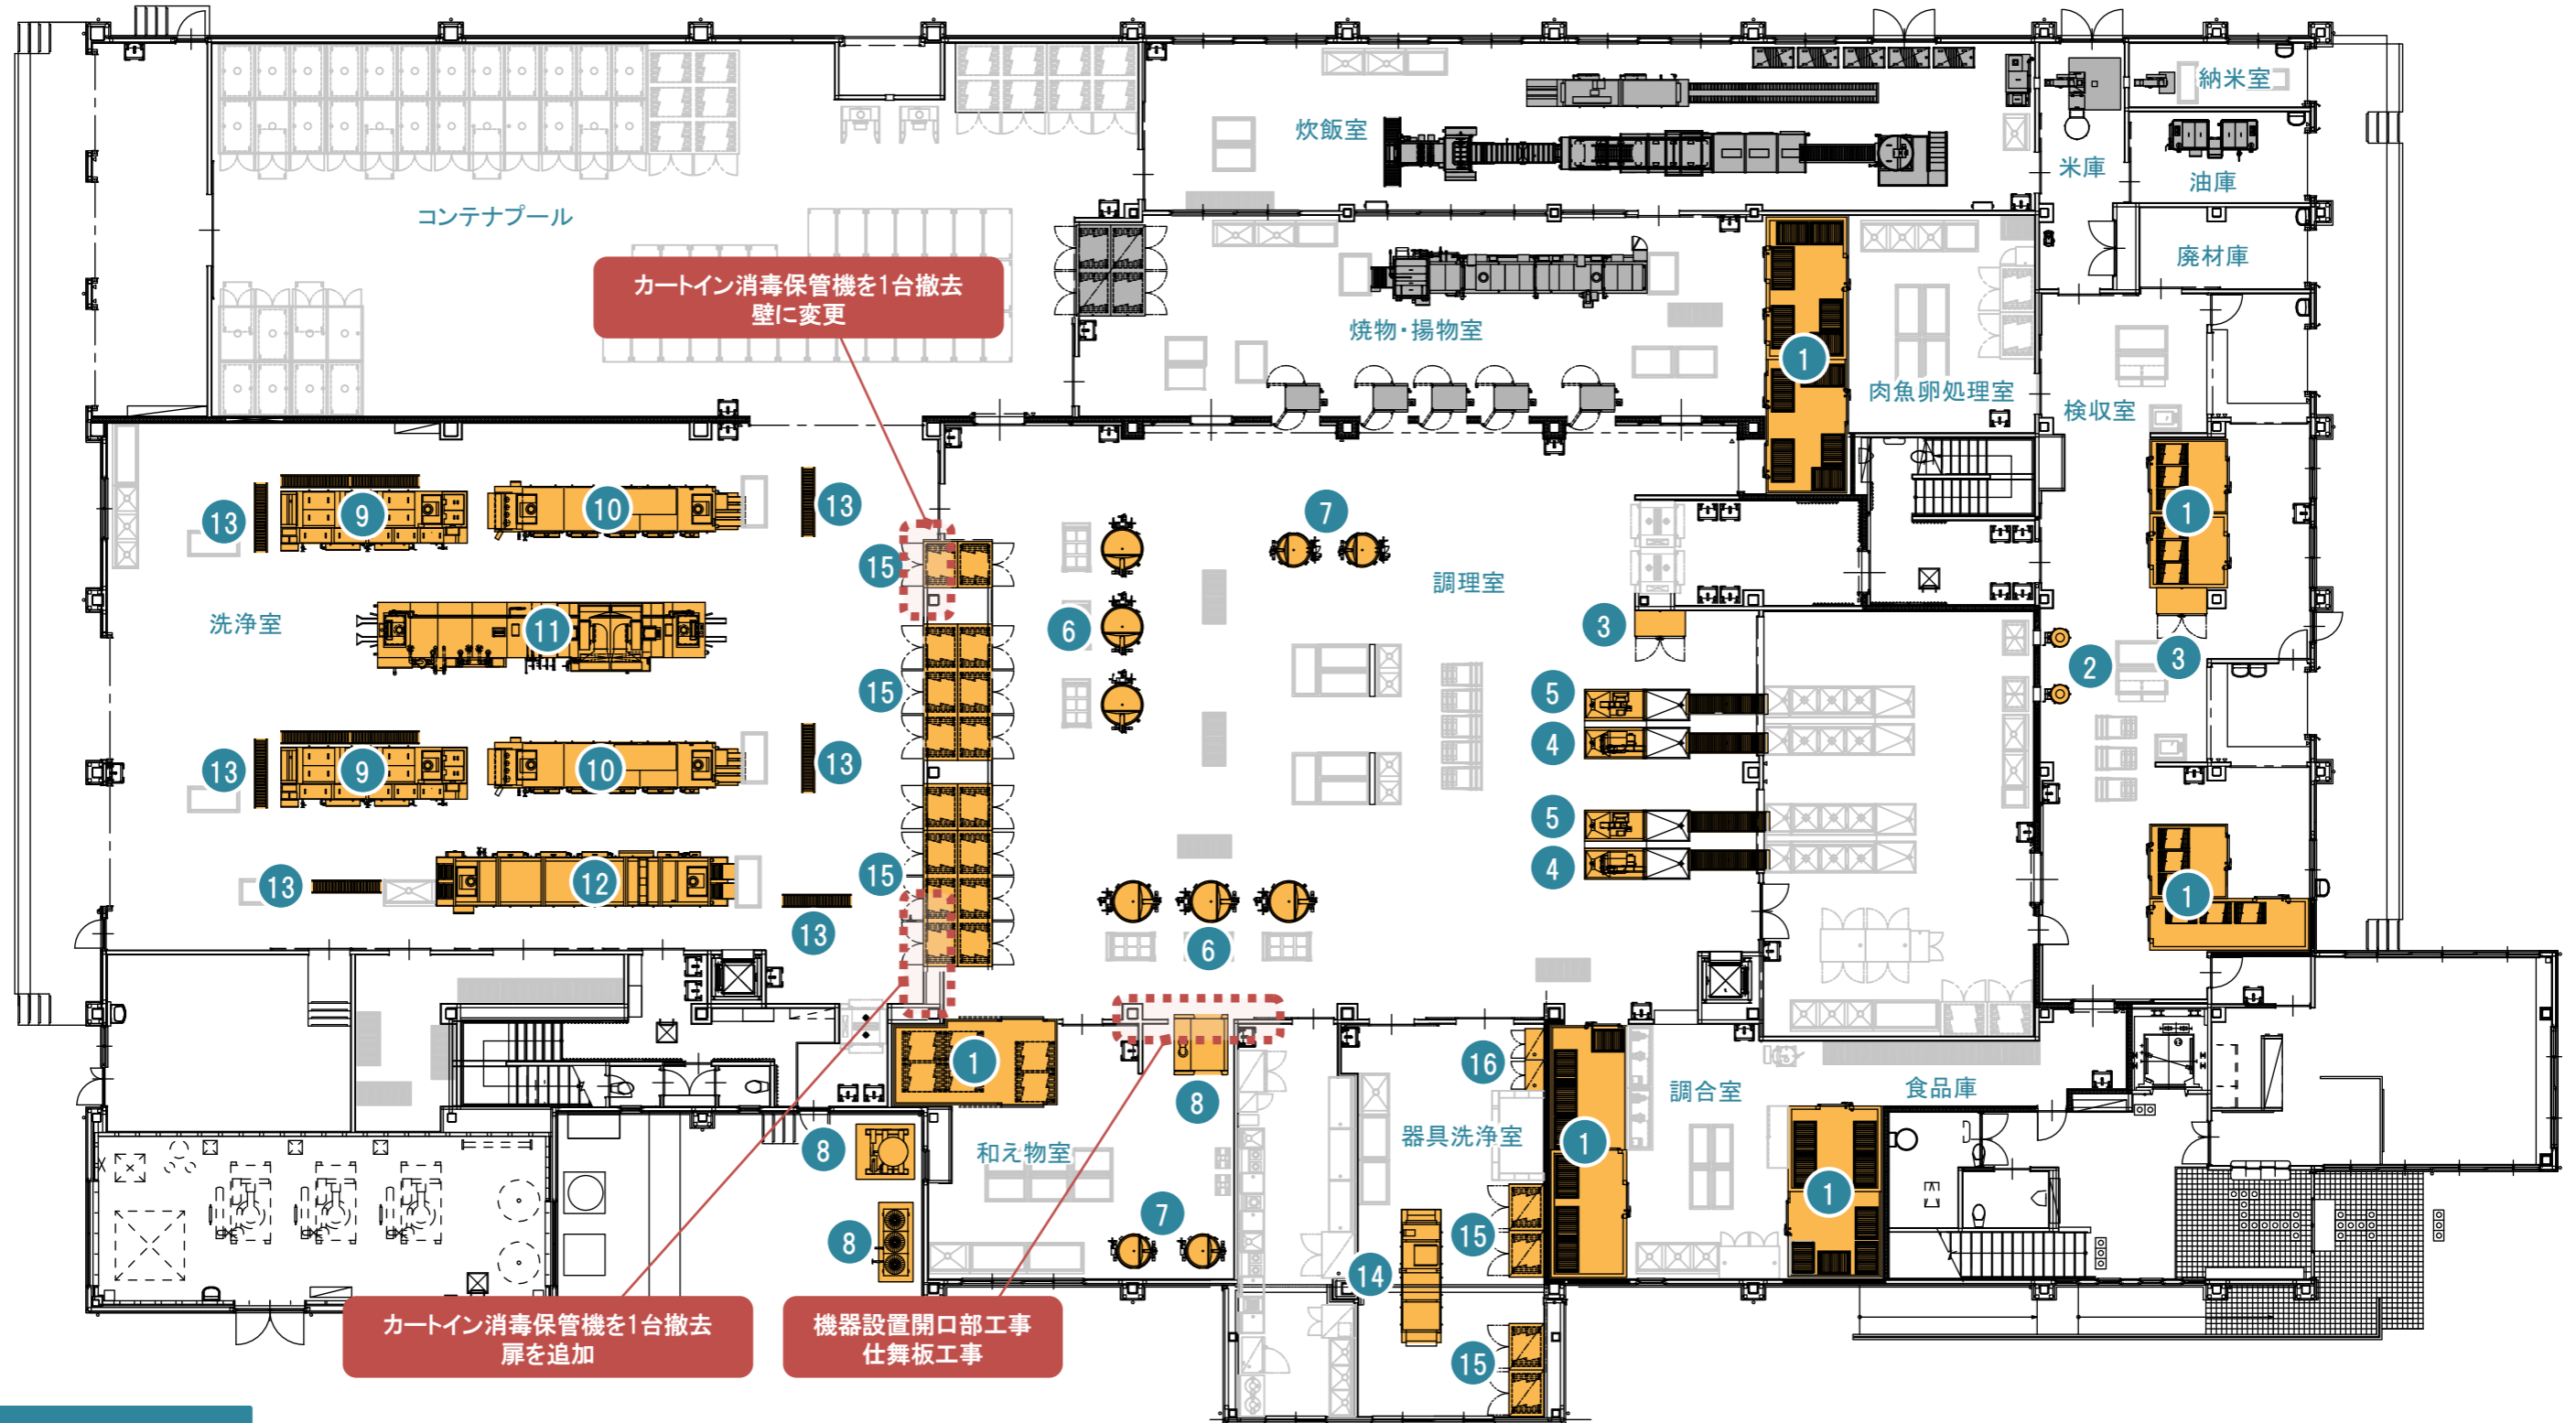 納米室
炊飯室
米庫
油庫
コンテナプール
廃材庫
カートイン消毒保管機を1台撤去
壁に変更
焼物・揚物室
1
肉魚卵処理室
検収室
13
9
10
13
7
1
15
調理室
洗浄室
11
6
3
2
3
15
5
4
13
9
10
13
5
4
15
13
12
13
6
1
1
16
8
調合室
食品庫
8
和え物室
器具洗浄室
1
1
8
7
15
14
カートイン消毒保管機を1台撤去
扉を追加
機器設置開口部工事
仕舞板工事
15